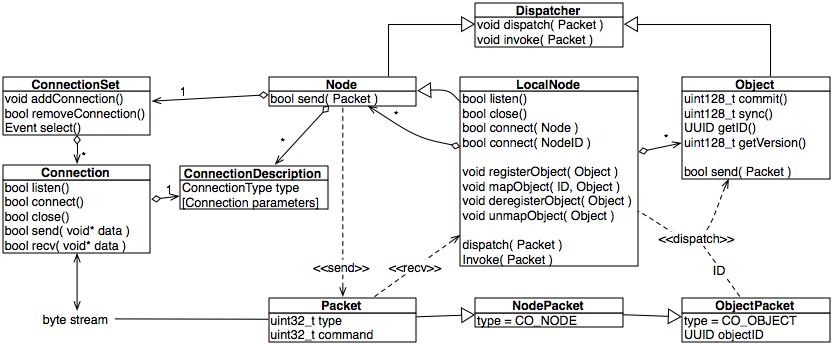 Dispatcher
void dispatch( Packet )
void invoke( Packet )
ConnectionSet
void addConnection()
bool removeConnection()
Event select()
1
Node
bool send( Packet )
*
*
*
LocalNode
bool listen()
bool close()
bool connect( Node )
bool connect( NodeID )
void registerObject( Object )
void mapObject( ID, Object )
void deregisterObject( Object )
void unmapObject( Object )
dispatch( Packet )
Invoke( Packet )
*
Object
uint128_t commit()
uint128_t sync()
UUID getID()
uint128_t getVersion()
bool send( Packet )
Connection
bool listen()
bool connect()
bool close()
bool send( void* data )
bool recv( void* data )
1
ConnectionDescription
ConnectionType type
[Connection parameters]
<<send>>
<<recv>>
<<dispatch>>
ID
byte stream
Packet
uint32_t type
uint32_t command
NodePacket
type = CO_NODE
ObjectPacket
type = CO_OBJECT
UUID objectID